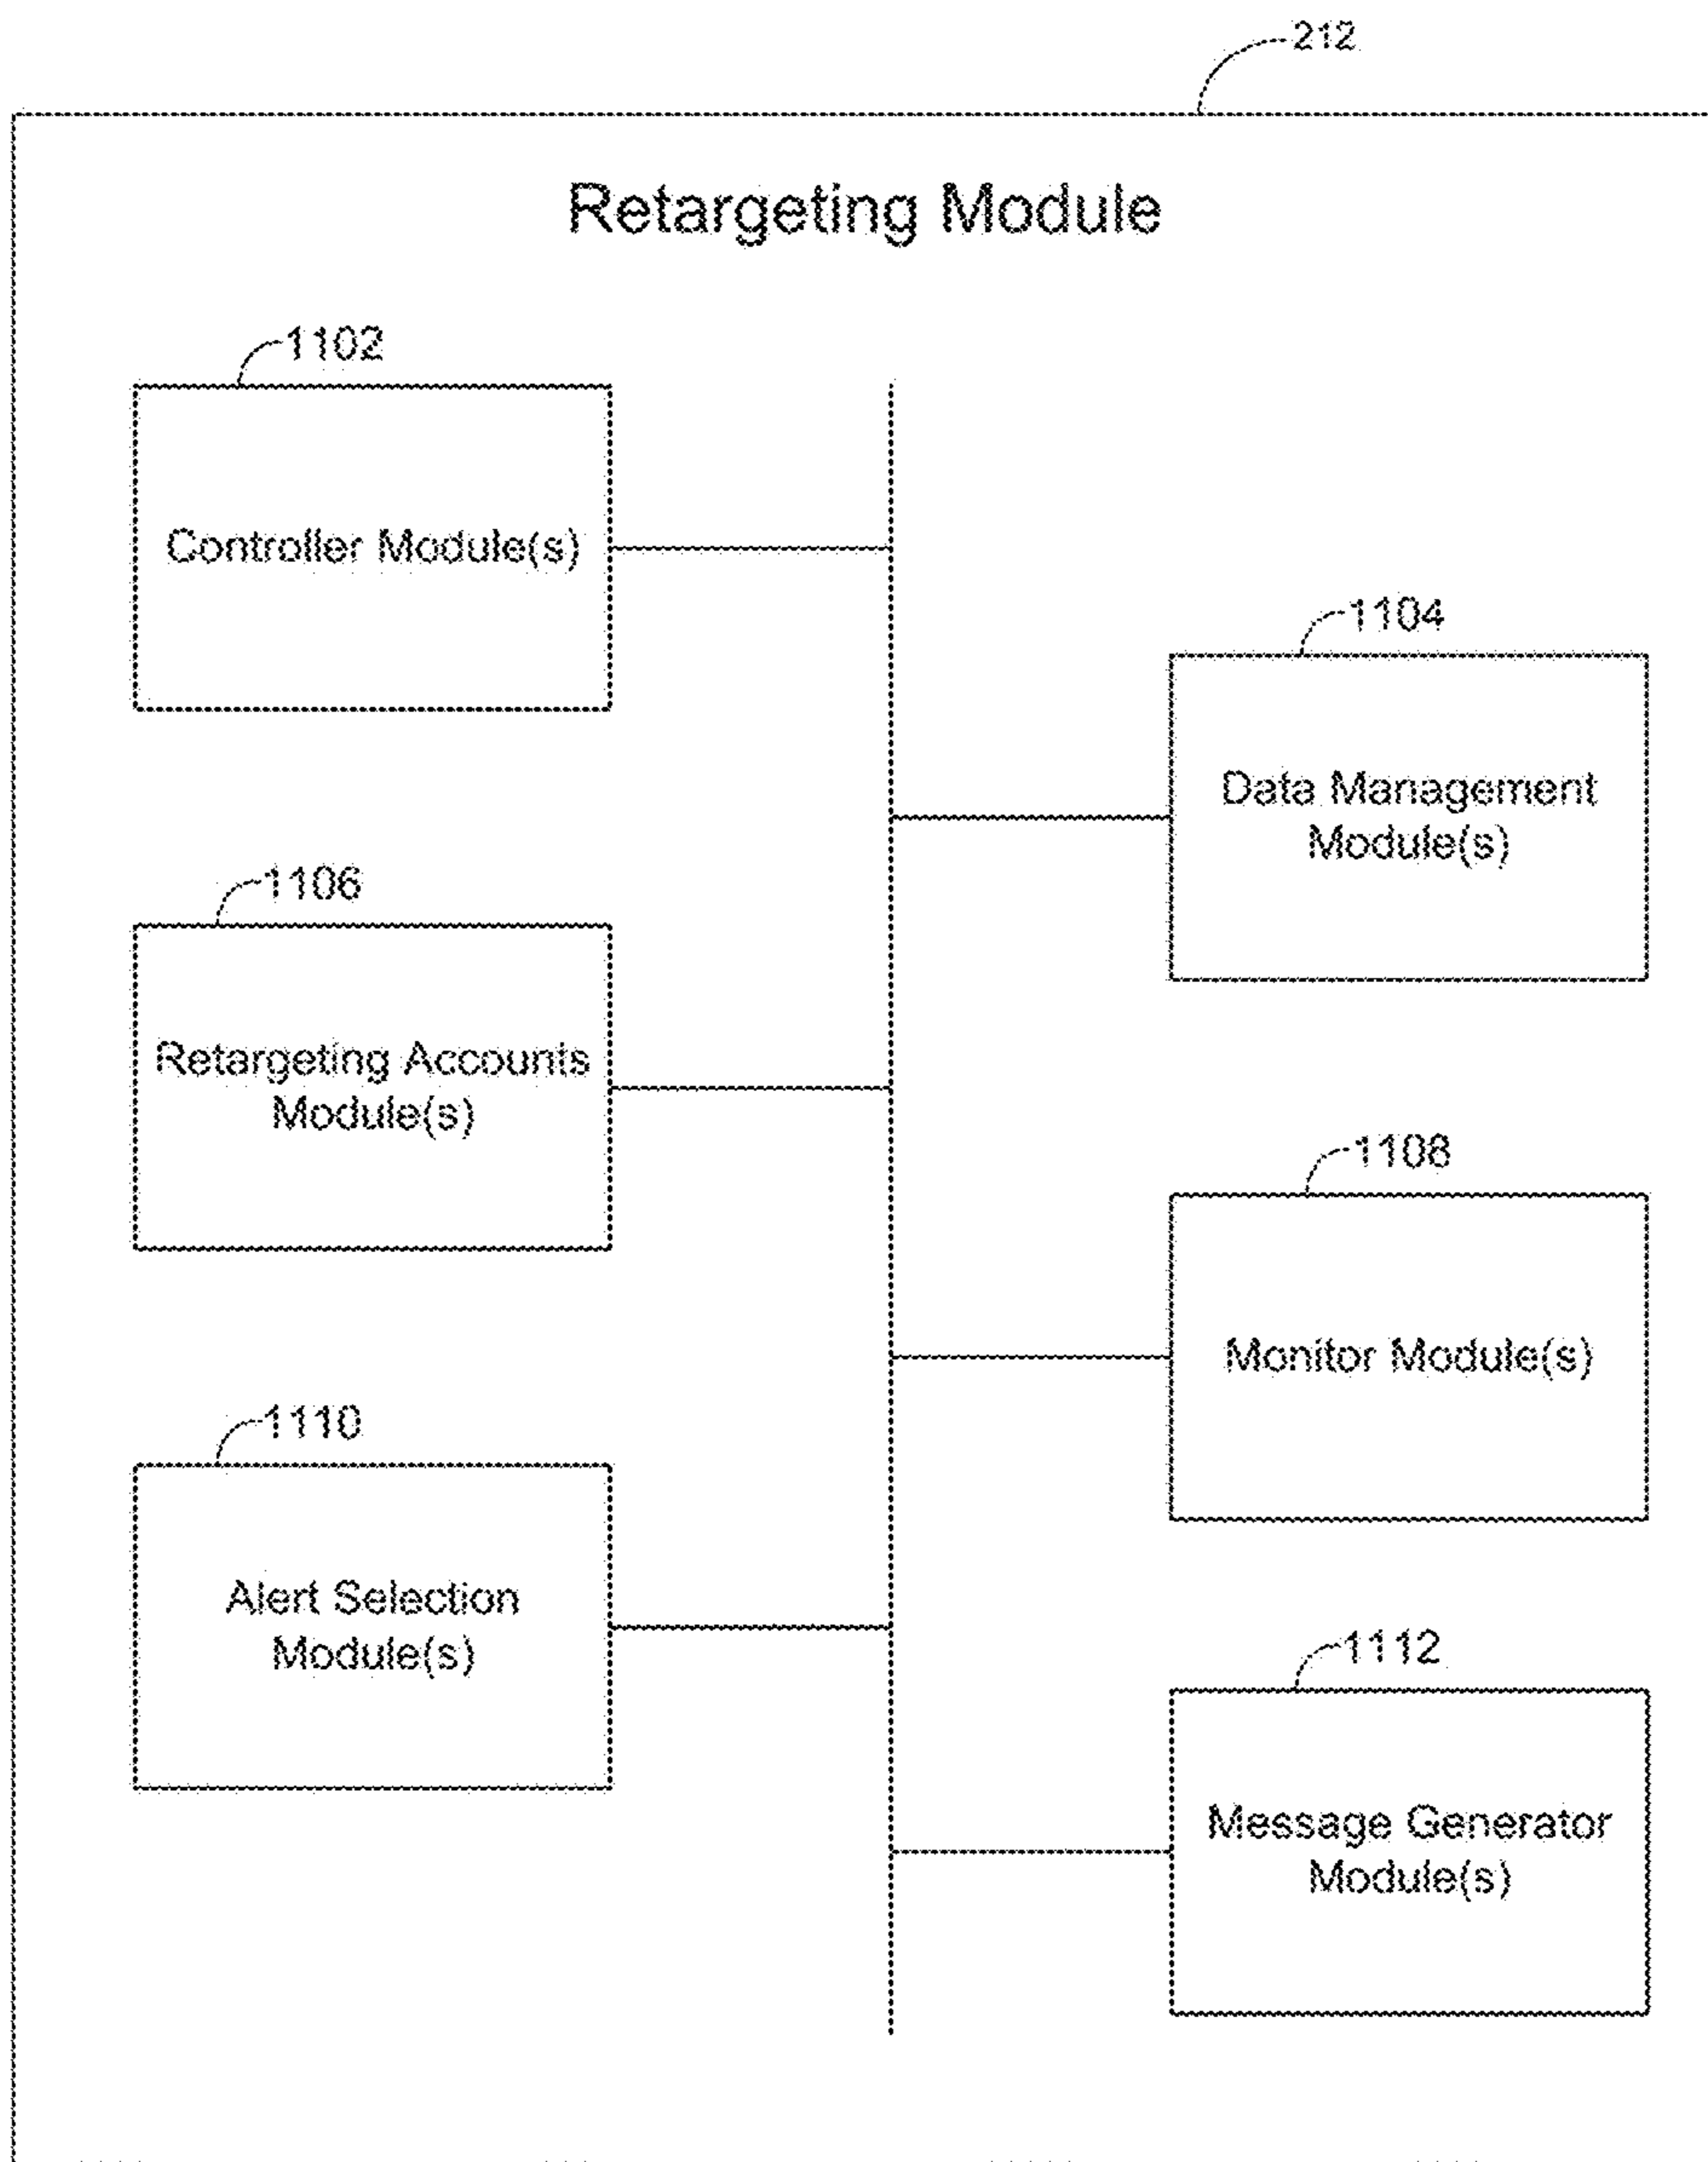 212
Retargeting Module
1102
Controller Module(s)
1104
Data Management
Module(s)
1106
Retargeting Accounts
Module(s)
1108
Monitor Module(s)
1110
Alert Selection
Module(s)
1112
Message Generator
Module(s)